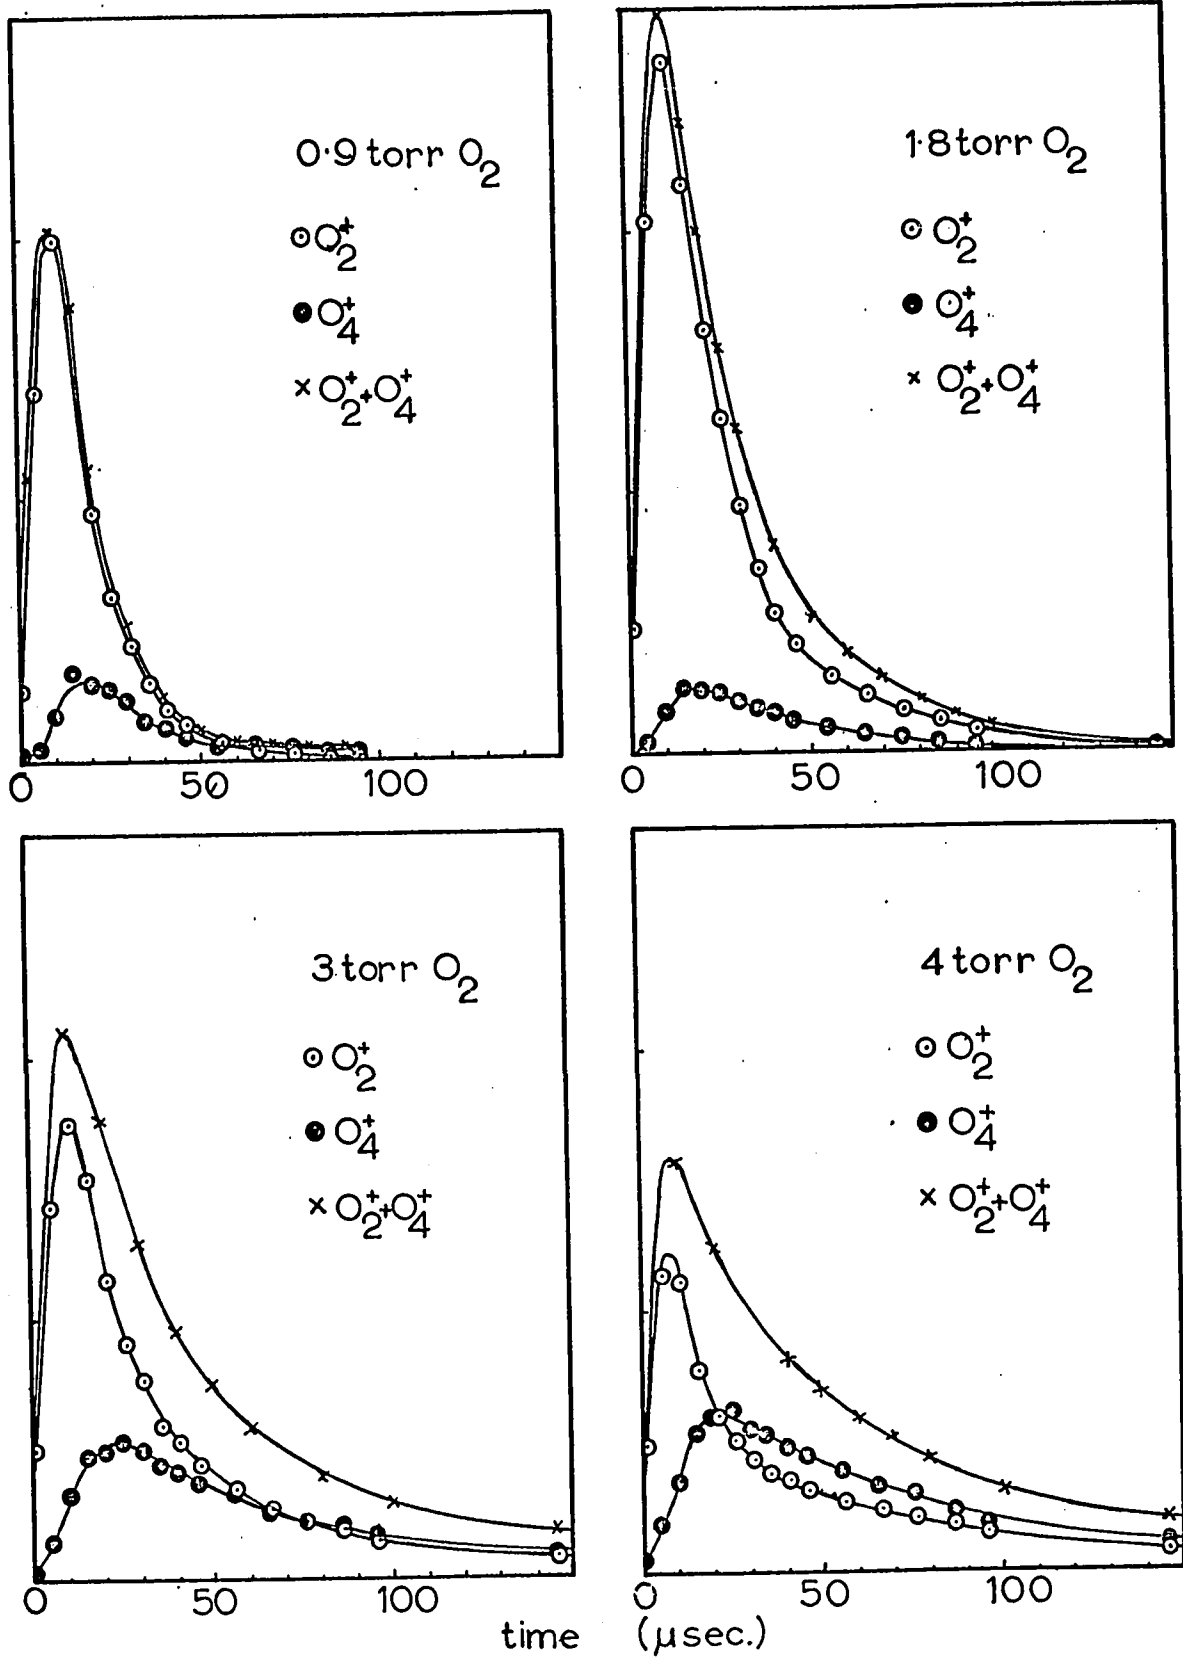 0·9 torr O₂
O₂⁺
O₄⁺
O₂⁺+O₄⁺
0 50 100
1·8 torr O₂
O₂⁺
O₄⁺
O₂⁺+O₄⁺
0 50 100
3 torr O₂
O₂⁺
O₄⁺
O₂⁺+O₄⁺
0 50 100
4 torr O₂
O₂⁺
O₄⁺
O₂⁺+O₄⁺
0 50 100
time (μsec.)